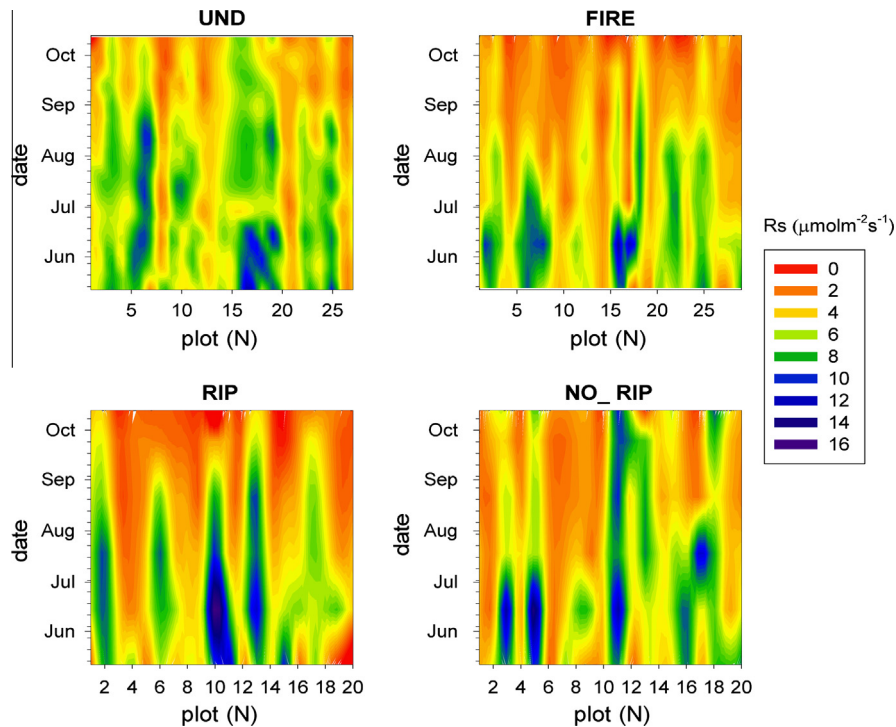 UND
FIRE
Oct
Sep
Aug
Jul
Jun
date
5 10 15 20 25
plot (N)
Oct
Sep
Aug
Jul
Jun
date
5 10 15 20 25
plot (N)
Rs (μmolm-2s-1)
0
2
4
6
8
10
12
14
16
RIP
NO_ RIP
Oct
Sep
Aug
Jul
Jun
date
2 4 6 8 10 12 14 16 18 20
plot (N)
Oct
Sep
Aug
Jul
Jun
date
2 4 6 8 10 12 14 16 18 20
plot (N)